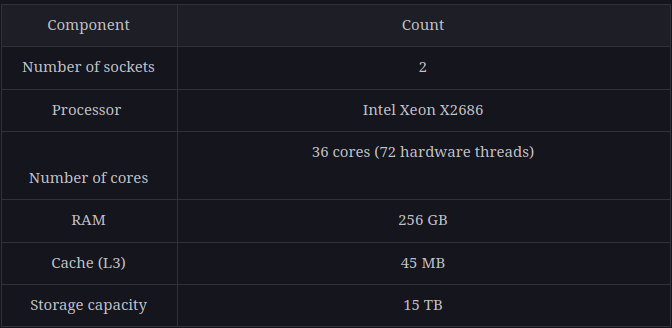 Component Count
Number of sockets 2
Processor Intel Xeon X2686
Number of cores 36 cores (72 hardware threads)
RAM 256 GB
Cache (L3) 45 MB
Storage capacity 15 TB